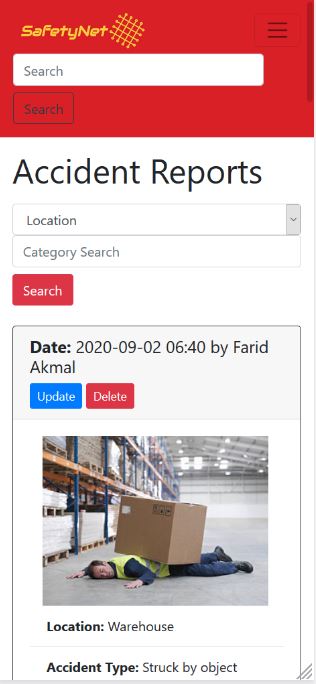 SafetyNet
Search
Search
Accident Reports
Location
Category Search
Search
Date: 2020-09-02 06:40 by Farid
Akmal
Update Delete
Location: Warehouse
Accident Type: Struck by object